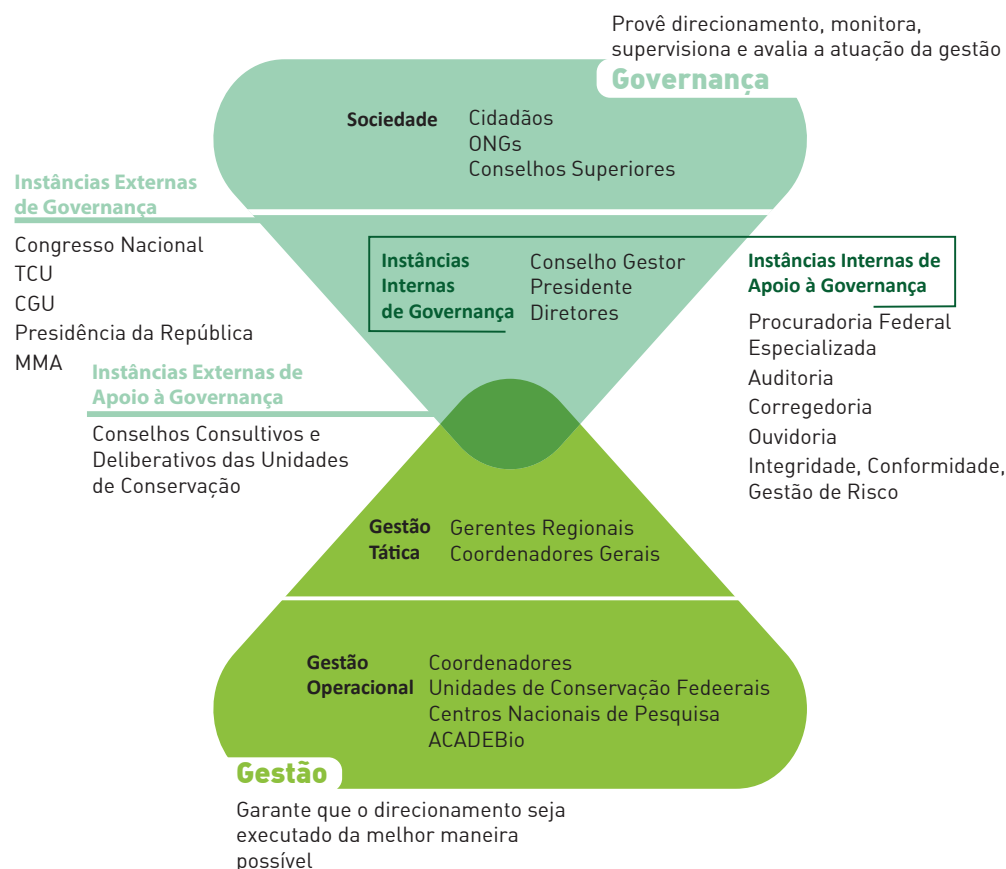 Provê direcionamento, monitora,
supervisiona e avalia a atuação da gestão
Governança
Sociedade
Cidadãos
ONGs
Conselhos Superiores
Instâncias Externas
de Governança
Congresso Nacional
TCU
CGU
Presidência da República
MMA
Instâncias
Internas
de Governança
Conselho Gestor
Presidente
Diretores
Instâncias Internas de
Apoio à Governança
Procuradoria Federal
Especializada
Auditoria
Corregedoria
Ouvidoria
Integridade, Conformidade,
Gestão de Risco
Instâncias Externas de
Apoio à Governança
Conselhos Consultivos e
Deliberativos das Unidades
de Conservação
Gestão
Tática
Gerentes Regionais
Coordenadores Gerais
Gestão
Operacional
Coordenadores
Unidades de Conservação Fedeerais
Centros Nacionais de Pesquisa
ACADEBio
Gestão
Garante que o direcionamento seja
executado da melhor maneira
possível